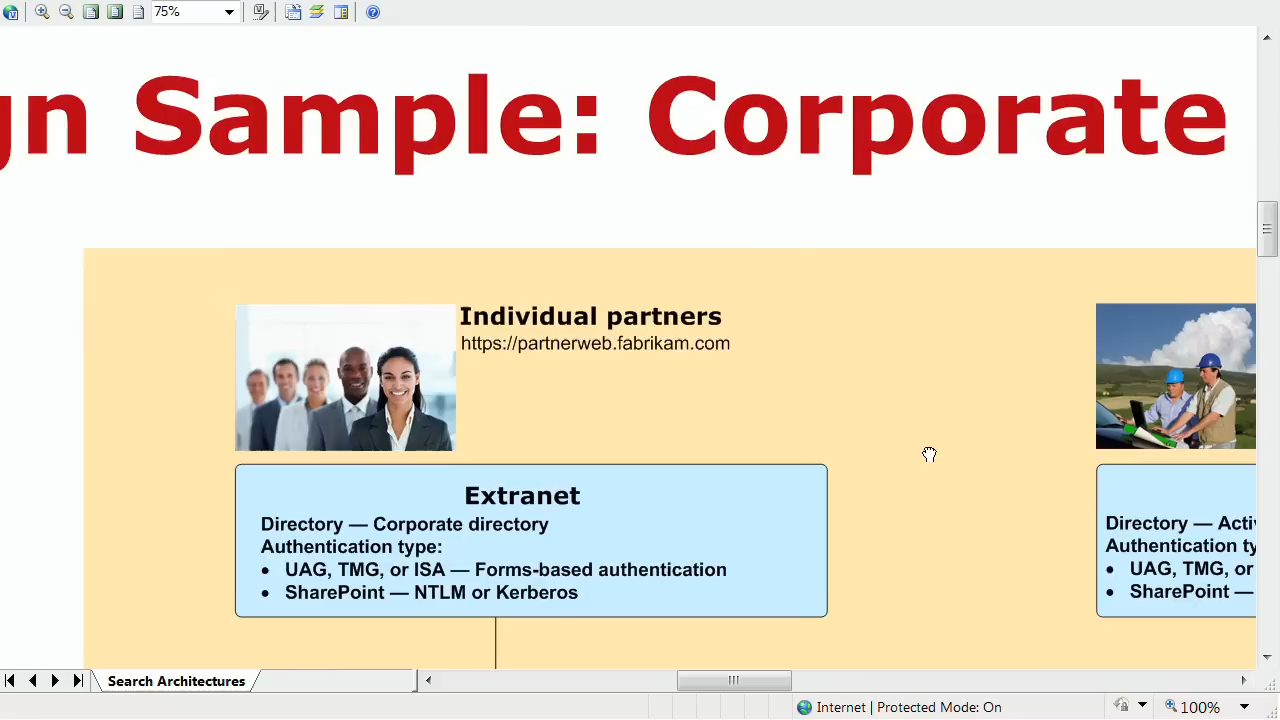 75%
gn Sample: Corporate
Individual partners
https://partnerweb.fabrikam.com
Extranet
Directory — Corporate directory
Authentication type:
• UAG, TMG, or ISA — Forms-based authentication
• SharePoint — NTLM or Kerberos
Directory — Acti
Authentication ty
• UAG, TMG, or
• SharePoint —
Search Architectures
Internet | Protected Mode: On
100%